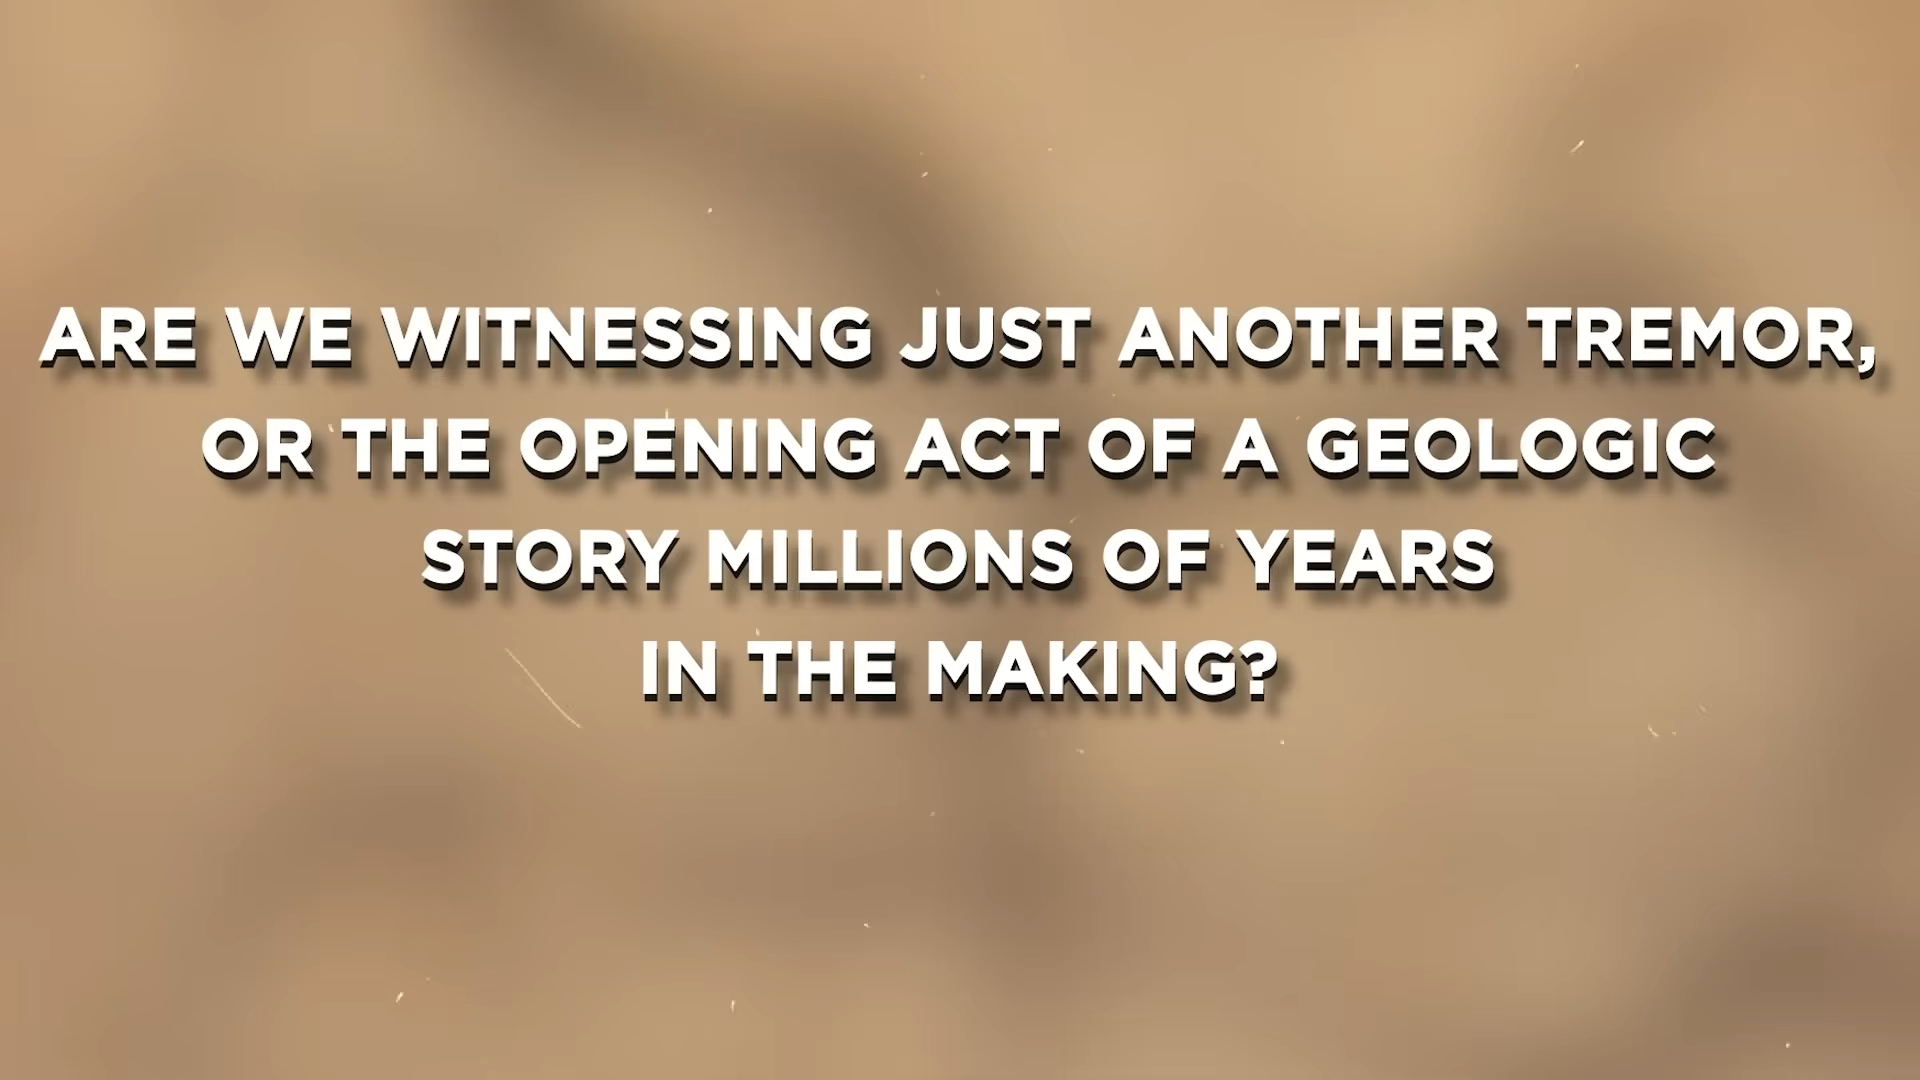 ARE WE WITNESSING JUST ANOTHER TREMOR,
OR THE OPENING ACT OF A GEOLOGIC
STORY MILLIONS OF YEARS
IN THE MAKING?